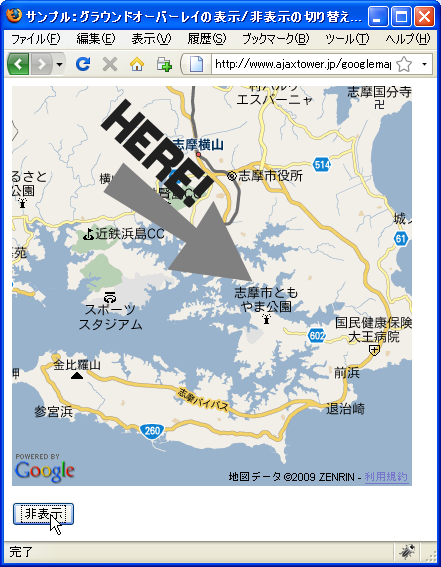 サンプル：グラウンドオーバーレイの表示/非表示の切り替え...
ファイル(F) 編集(E) 表示(V) 履歴(S) ブックマーク(B) ツール(T) ヘルプ(H)
http://www.ajaxtower.jp/googlemap
志摩国分寺
エスパーニャ
HERE!
志摩横山
514
志摩市役所
るさと
公園
城
61
近鉄浜島CC
苑
志摩市とも
やま公園
スポーツ
スタジアム
国民健康保険
大王病院
602
押
金比羅山
前浜
志摩バイパス
参宮浜
退治崎
260
POWERED BY
Google
地図データ ©2009 ZENRIN - 利用規約
非表示
完了